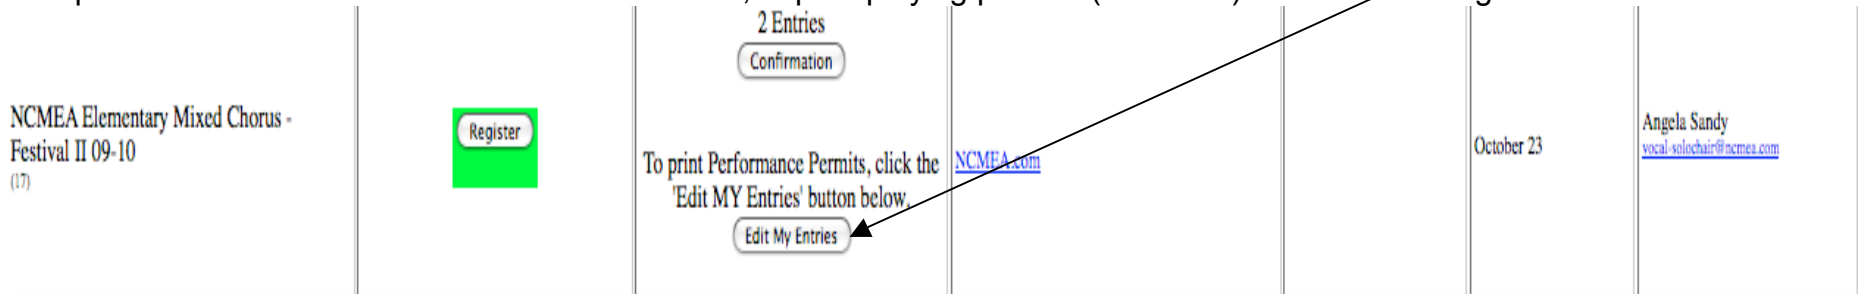 2 Entries
Confirmation
NCMEA Elementary Mixed Chorus -
Festival II 09-10
(17)
Register
To print Performance Permits, click the
'Edit MY Entries' button below.
Edit My Entries
NCMEA.com
October 23
Angela Sandy
vocal-solochair@ncmea.com